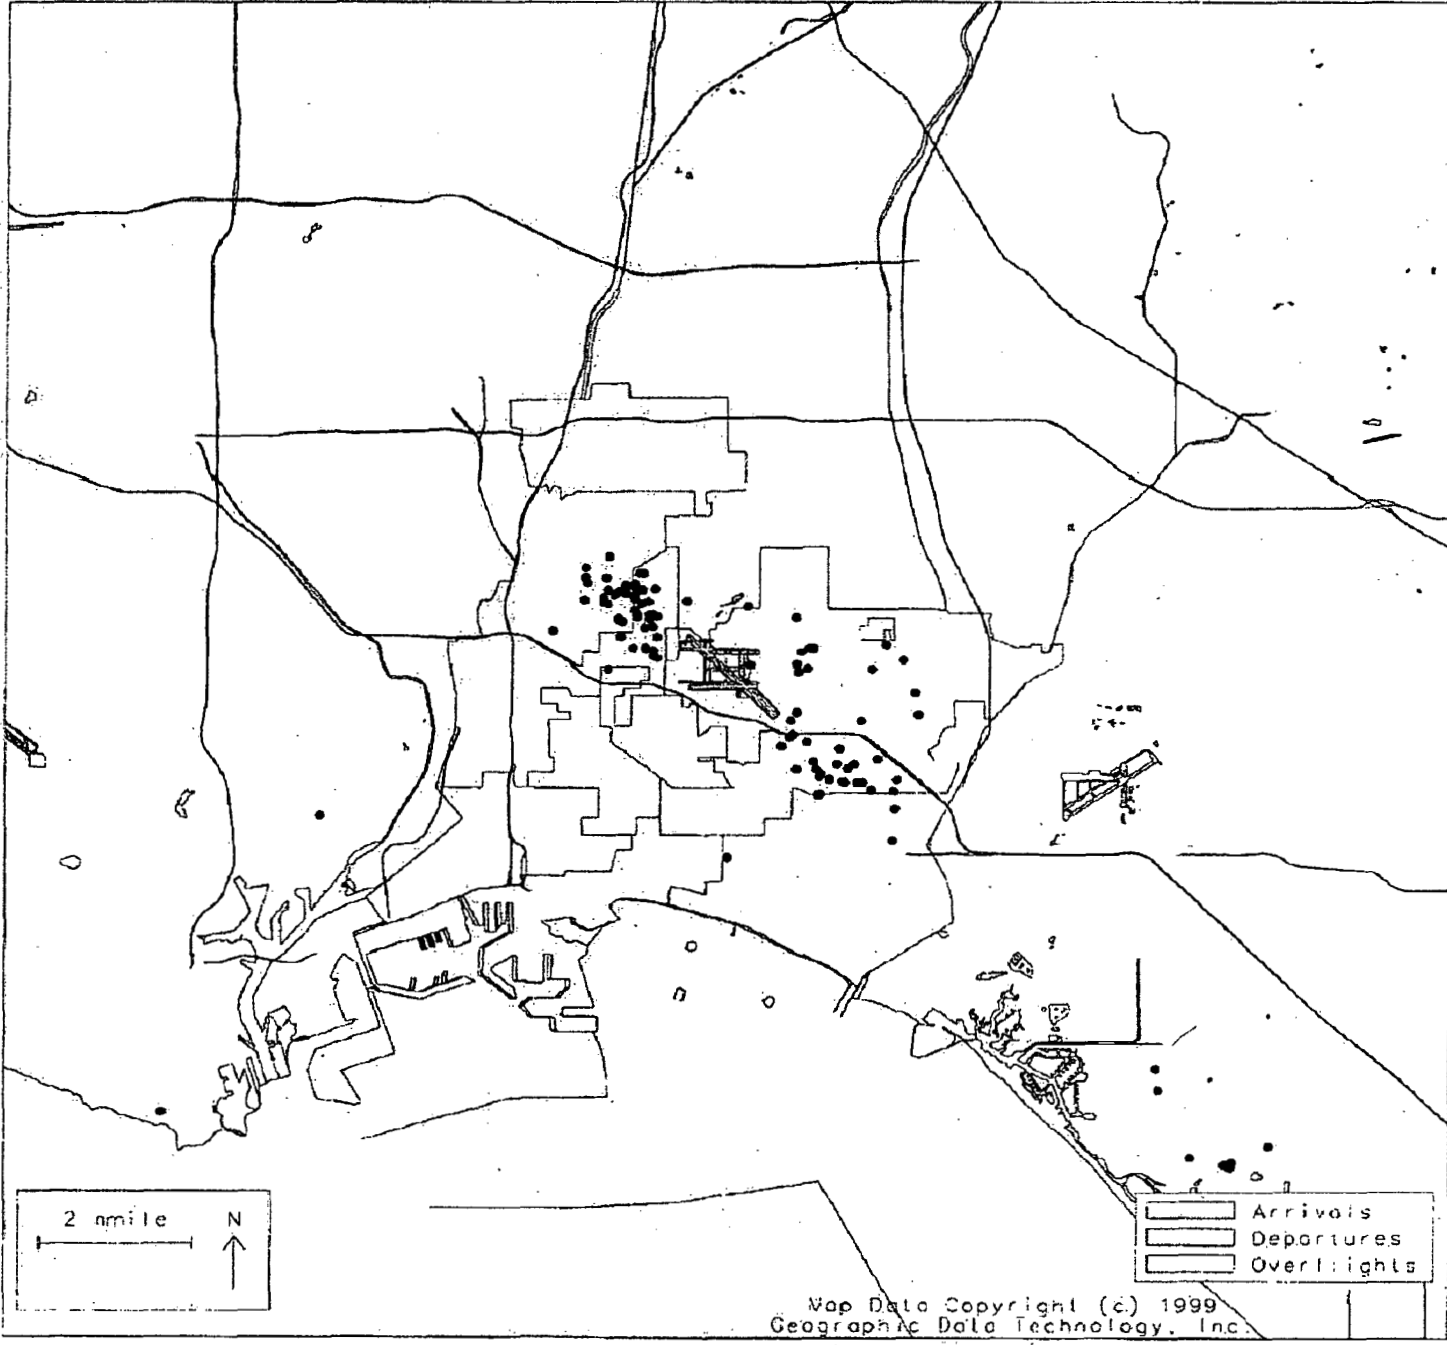 2 nmile
N
Arrivals
Departures
Overflights
Map Data Copyright (c) 1999
Geographic Data Technology, Inc.